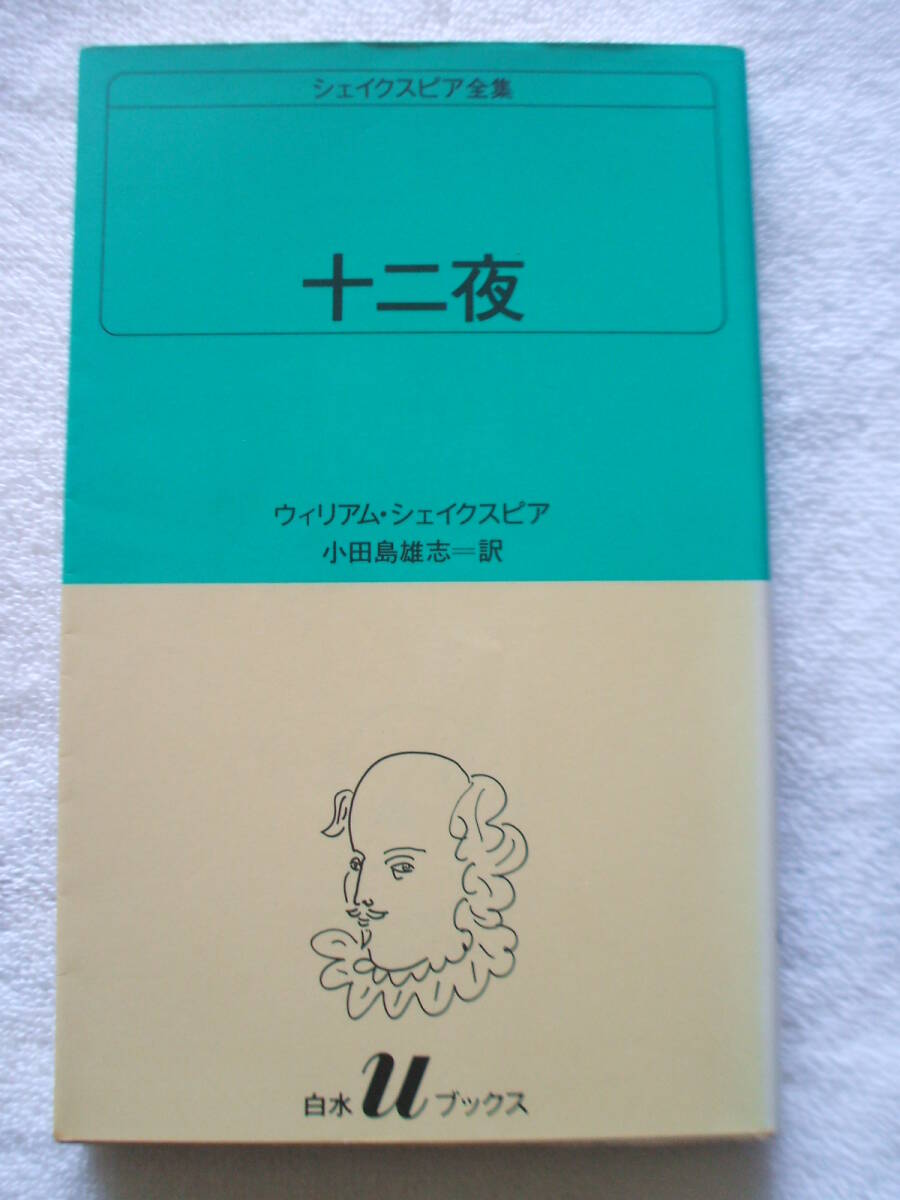 シェイクスピア全集
十二夜
ウィリアム・シェイクスピア
小田島雄志＝訳
白水 u ブックス